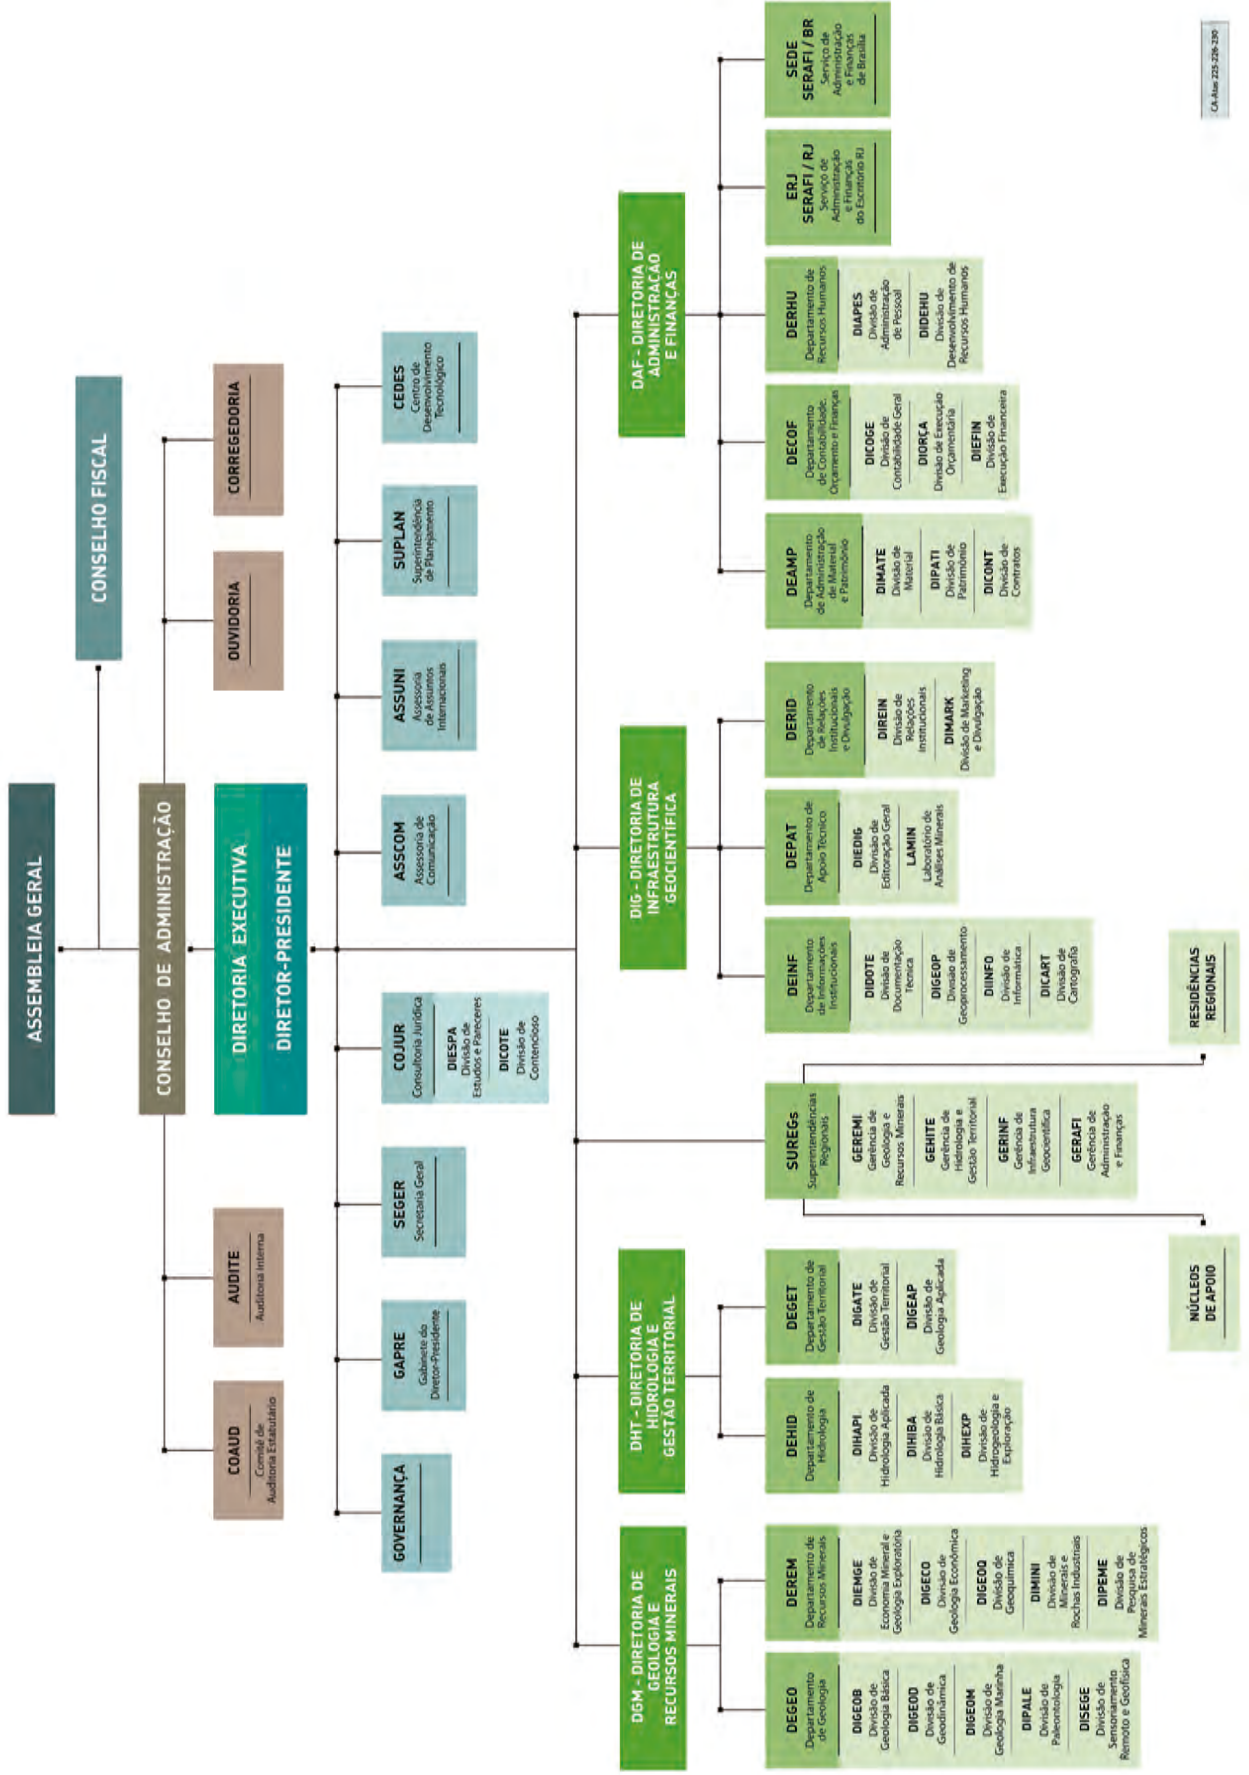 ASSEMBLEIA GERAL
CONSELHO FISCAL
CONSELHO DE ADMINISTRAÇÃO
COAUD
Comitê de
Auditoria Estatutário
AUDITE
Auditoria Interna
OUVIDORIA
CORREGEDORIA
DIRETORIA EXECUTIVA
DIRETOR-PRESIDENTE
GOVERNANÇA
GAPRE
Gabinete do
Diretor-Presidente
SEGER
Secretaria Geral
COJUR
Consultoria Jurídica
DIESPA
Divisão de
Estudos e Pareceres
DICOTE
Divisão de
Contencioso
ASSCOM
Assessoria de
Comunicação
ASSUNI
Assessoria
de Assuntos
Internacionais
SUPLAN
Superintendência
de Planejamento
CEDES
Centro de
Desenvolvimento
Tecnológico
DGM - DIRETORIA DE
GEOLOGIA E
RECURSOS MINERAIS
DEGEO
Departamento
de Geologia
DIGEOB
Divisão de
Geologia Básica
DIGEOD
Divisão de
Geodinâmica
DIGEOM
Divisão de
Geologia Marinha
DIPALE
Divisão de
Paleontologia
DISEGE
Divisão de
Sensoriamento
Remoto e Geofísica
DEREM
Departamento de
Recursos Minerais
DIEMGE
Divisão de
Economia Mineral e
Geologia Exploratória
DIGECO
Divisão de
Geologia Econômica
DIGEOQ
Divisão de
Geoquímica
DIMINI
Divisão de
Minerais e
Rochas Industriais
DIPEME
Divisão de
Pesquisa de
Minerais Estratégicos
DHT - DIRETORIA DE
HIDROLOGIA E
GESTÃO TERRITORIAL
DEHID
Departamento de
Hidrologia
DIHAPI
Divisão de
Hidrologia Aplicada
DIHIBA
Divisão de
Hidrologia Básica
DIHEXP
Divisão de
Hidrogeologia e
Exploração
DEGET
Departamento de
Gestão Territorial
DIGATE
Divisão de
Gestão Territorial
DIGEAP
Divisão de
Geologia Aplicada
SUREGs
Superintendências
Regionais
GEREMI
Gerência de
Geologia e
Recursos Minerais
GEHITE
Gerência de
Hidrologia e
Gestão Territorial
GERINF
Gerência de
Infraestrutura
Geocientífica
GERAFI
Gerência de
Administração
e Finanças
NÚCLEOS
DE APOIO
RESIDÊNCIAS
REGIONAIS
DIG - DIRETORIA DE
INFRAESTRUTURA
GEOCIENTÍFICA
DEINF
Departamento
de Informações
Institucionais
DIDOTE
Divisão de
Documentação
Técnica
DIGEOP
Divisão de
Geoprocessamento
DIINFO
Divisão de
Informática
DICART
Divisão de
Cartografia
DEPAT
Departamento de
Apoio Técnico
DIEDIG
Divisão de
Editoração Geral
LAMIN
Laboratório de
Análises Minerais
DERID
Departamento
de Relações
Institucionais
e Divulgação
DIREIN
Divisão de
Relações
Institucionais
DIMARK
Divisão de Marketing
e Divulgação
DAF - DIRETORIA DE
ADMINISTRAÇÃO
E FINANÇAS
DEAMP
Departamento
de Administração
de Material
e Patrimônio
DIMATE
Divisão de
Material
DIPATI
Divisão de
Patrimônio
DICONT
Divisão de
Contratos
DECOF
Departamento
de Contabilidade,
Orçamento e Finanças
DICOGE
Divisão de
Contabilidade Geral
DIORÇA
Divisão de Execução
Orçamentária
DIEFIN
Divisão de
Execução Financeira
DERHU
Departamento de
Recursos Humanos
DIAPES
Divisão de
Administração
de Pessoal
DIDEHU
Divisão de
Desenvolvimento de
Recursos Humanos
ERJ
SERAFI / RJ
Serviço de
Administração
e Finanças
do Escritório RJ
SEDE
SERAFI / BR
Serviço de
Administração
e Finanças
de Brasília
CA-Atas 225-226-230